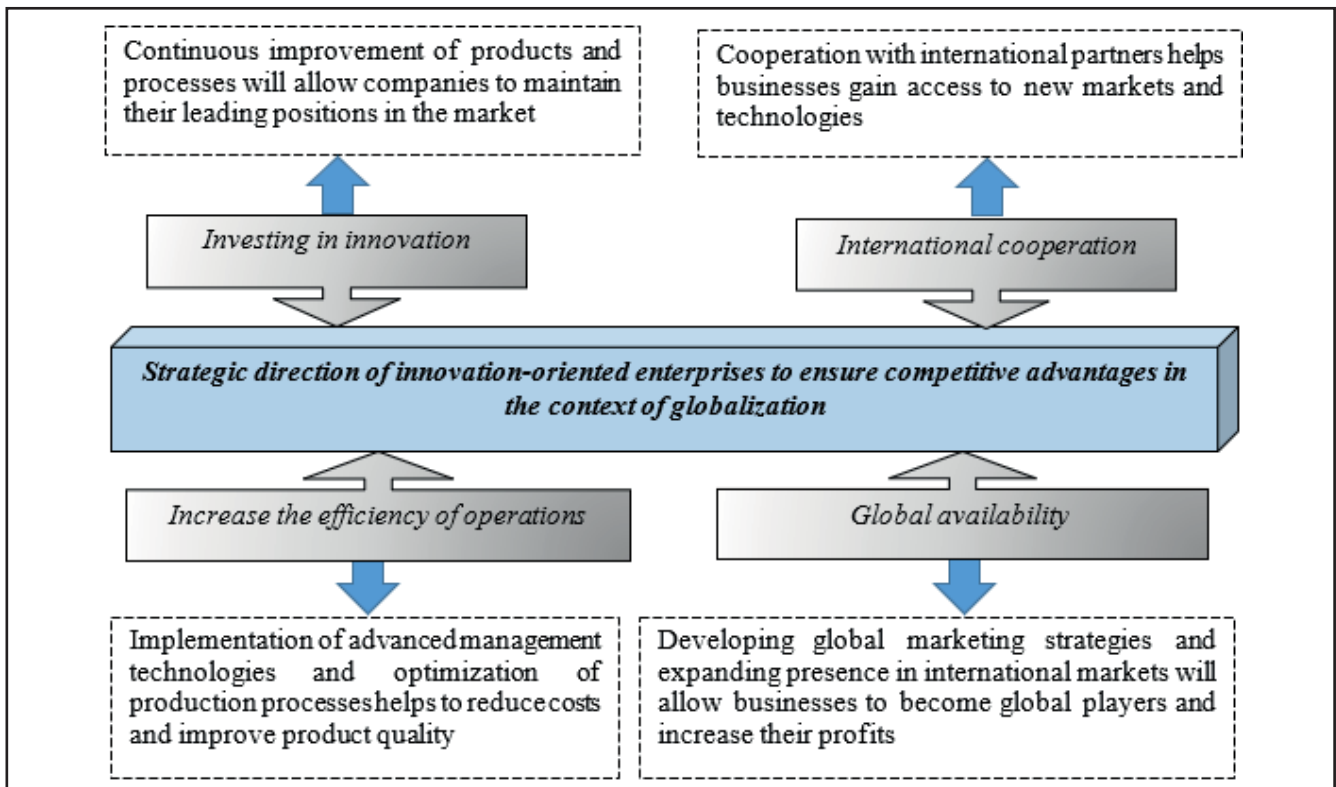 Continuous improvement of products and
processes will allow companies to maintain
their leading positions in the market
Cooperation with international partners helps
businesses gain access to new markets and
technologies
Investing in innovation
International cooperation
Strategic direction of innovation-oriented enterprises to ensure competitive advantages in
the context of globalization
Increase the efficiency of operations
Global availability
Implementation of advanced management
technologies and optimization of
production processes helps to reduce costs
and improve product quality
Developing global marketing strategies and
expanding presence in international markets will
allow businesses to become global players and
increase their profits